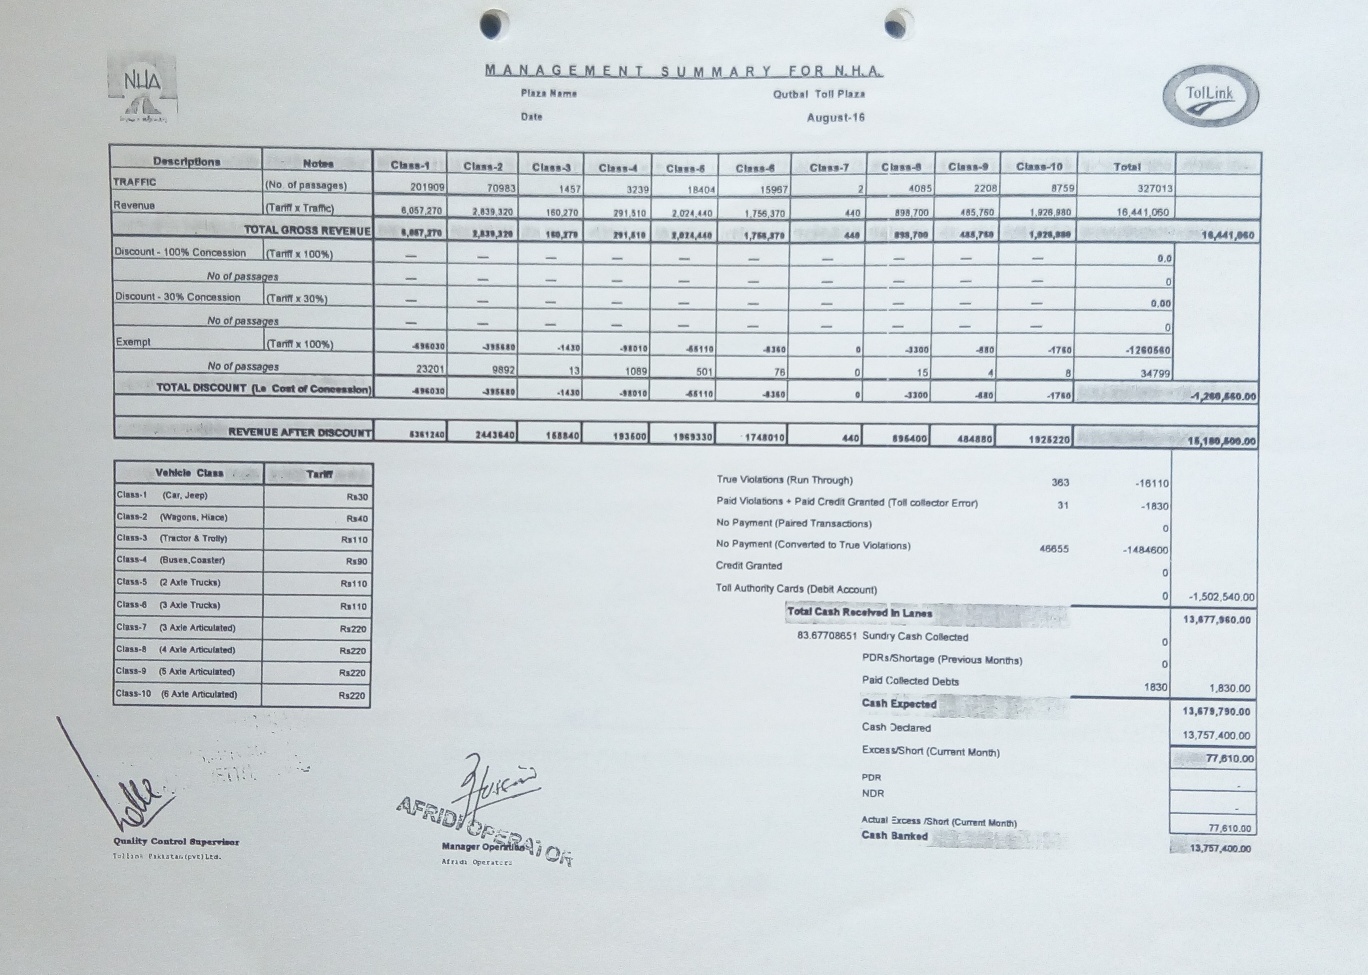 MANAGEMENT SUMMARY FOR N.H.A.
NHA
TolLink
Plaza Name Qutbal Toll Plaza
Date August-16
Descriptions Notes Class-1 Class-2 Class-3 Class-4 Class-5 Class-6 Class-7 Class-8 Class-9 Class-10 Total
TRAFFIC (No. of passages) 201909 70983 1457 3239 18404 15967 2 4085 2208 8759 327013
Revenue (Tariff x Traffic) 6,057,270 2,839,320 160,270 291,510 2,024,440 1,756,370 440 898,700 485,760 1,926,980 16,441,060
TOTAL GROSS REVENUE 6,057,270 2,839,320 160,270 291,510 2,024,440 1,756,370 440 898,700 485,760 1,926,980 16,441,060
Discount - 100% Concession (Tariff x 100%) — — — — — — — — — — 0.0
No of passages — — — — — — — — — — 0
Discount - 30% Concession (Tariff x 30%) — — — — — — — — — — 0.00
No of passages — — — — — — — — — — 0
Exempt (Tariff x 100%) -696030 -395680 -1430 -98010 -55110 -8360 0 -3300 -880 -1760 -1260560
No of passages 23201 9892 13 1089 501 76 0 15 4 8 34799
TOTAL DISCOUNT (i.e Cost of Concession) -696030 -395680 -1430 -98010 -55110 -8360 0 -3300 -880 -1760 -1,260,560.00
REVENUE AFTER DISCOUNT 5361240 2443640 158840 193500 1969330 1748010 440 895400 484880 1925220 15,180,500.00
Vehicle Class Tariff
Class-1 (Car, Jeep) Rs30
Class-2 (Wagons, Hiace) Rs40
Class-3 (Tractor & Trolly) Rs110
Class-4 (Buses,Coaster) Rs90
Class-5 (2 Axle Trucks) Rs110
Class-6 (3 Axle Trucks) Rs110
Class-7 (3 Axle Articulated) Rs220
Class-8 (4 Axle Articulated) Rs220
Class-9 (5 Axle Articulated) Rs220
Class-10 (6 Axle Articulated) Rs220
True Violations (Run Through) 363 -16110
Paid Violations + Paid Credit Granted (Toll collector Error) 31 -1830
No Payment (Paired Transactions) 0
No Payment (Converted to True Violations) 46655 -1484600
Credit Granted 0
Toll Authority Cards (Debit Account) 0 -1,502,540.00
Total Cash Received In Lanes 13,677,960.00
83.67708651 Sundry Cash Collected 0
PDRs/Shortage (Previous Months) 0
Paid Collected Debts 1830 1,830.00
Cash Expected 13,679,790.00
Cash Declared 13,757,400.00
Excess/Short (Current Month) 77,610.00
PDR -
NDR -
Actual Excess /Short (Current Month) 77,610.00
Cash Banked 13,757,400.00
AFRIDI OPERATOR
Quality Control Supervisor
Tollink Pakistan(pvt)Ltd.
Manager Operation
Afridi Operators